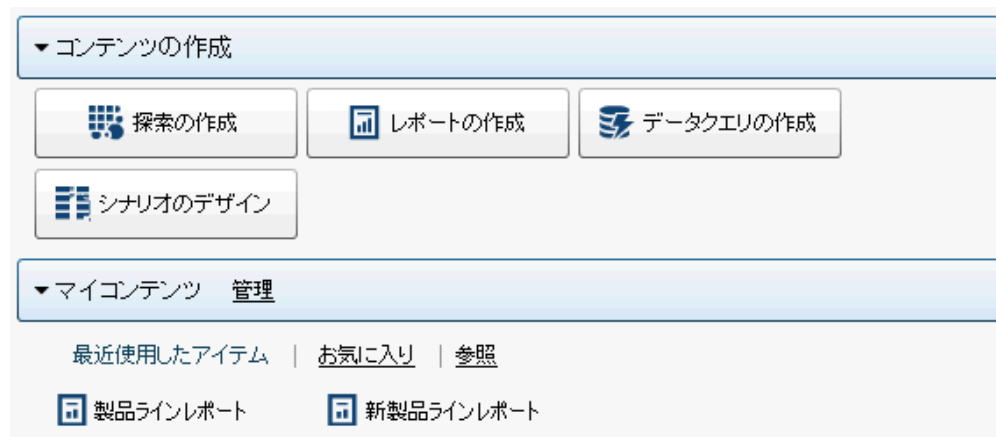 コンテンツの作成
探索の作成 レポートの作成 データクエリの作成
シナリオのデザイン
マイコンテンツ 管理
最近使用したアイテム | お気に入り | 参照
製品ラインレポート 新製品ラインレポート